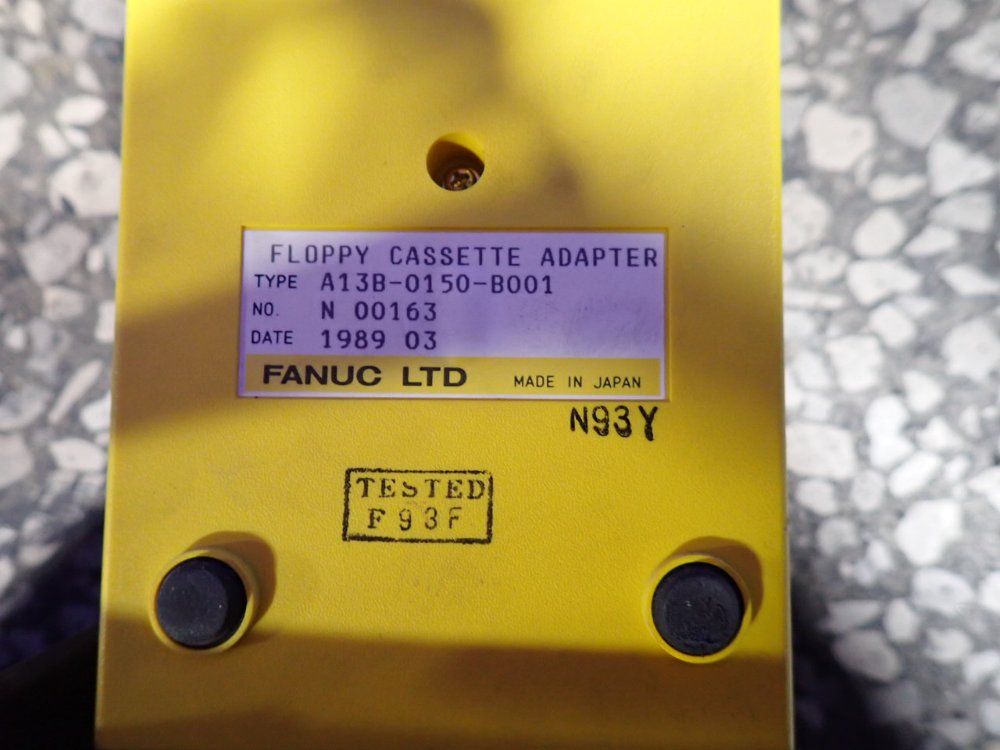 FLOPPY CASSETTE ADAPTER
TYPE A13B-0150-B001
NO. N 00163
DATE 1989 03
FANUC LTD MADE IN JAPAN
N93Y
TESTED
F93F